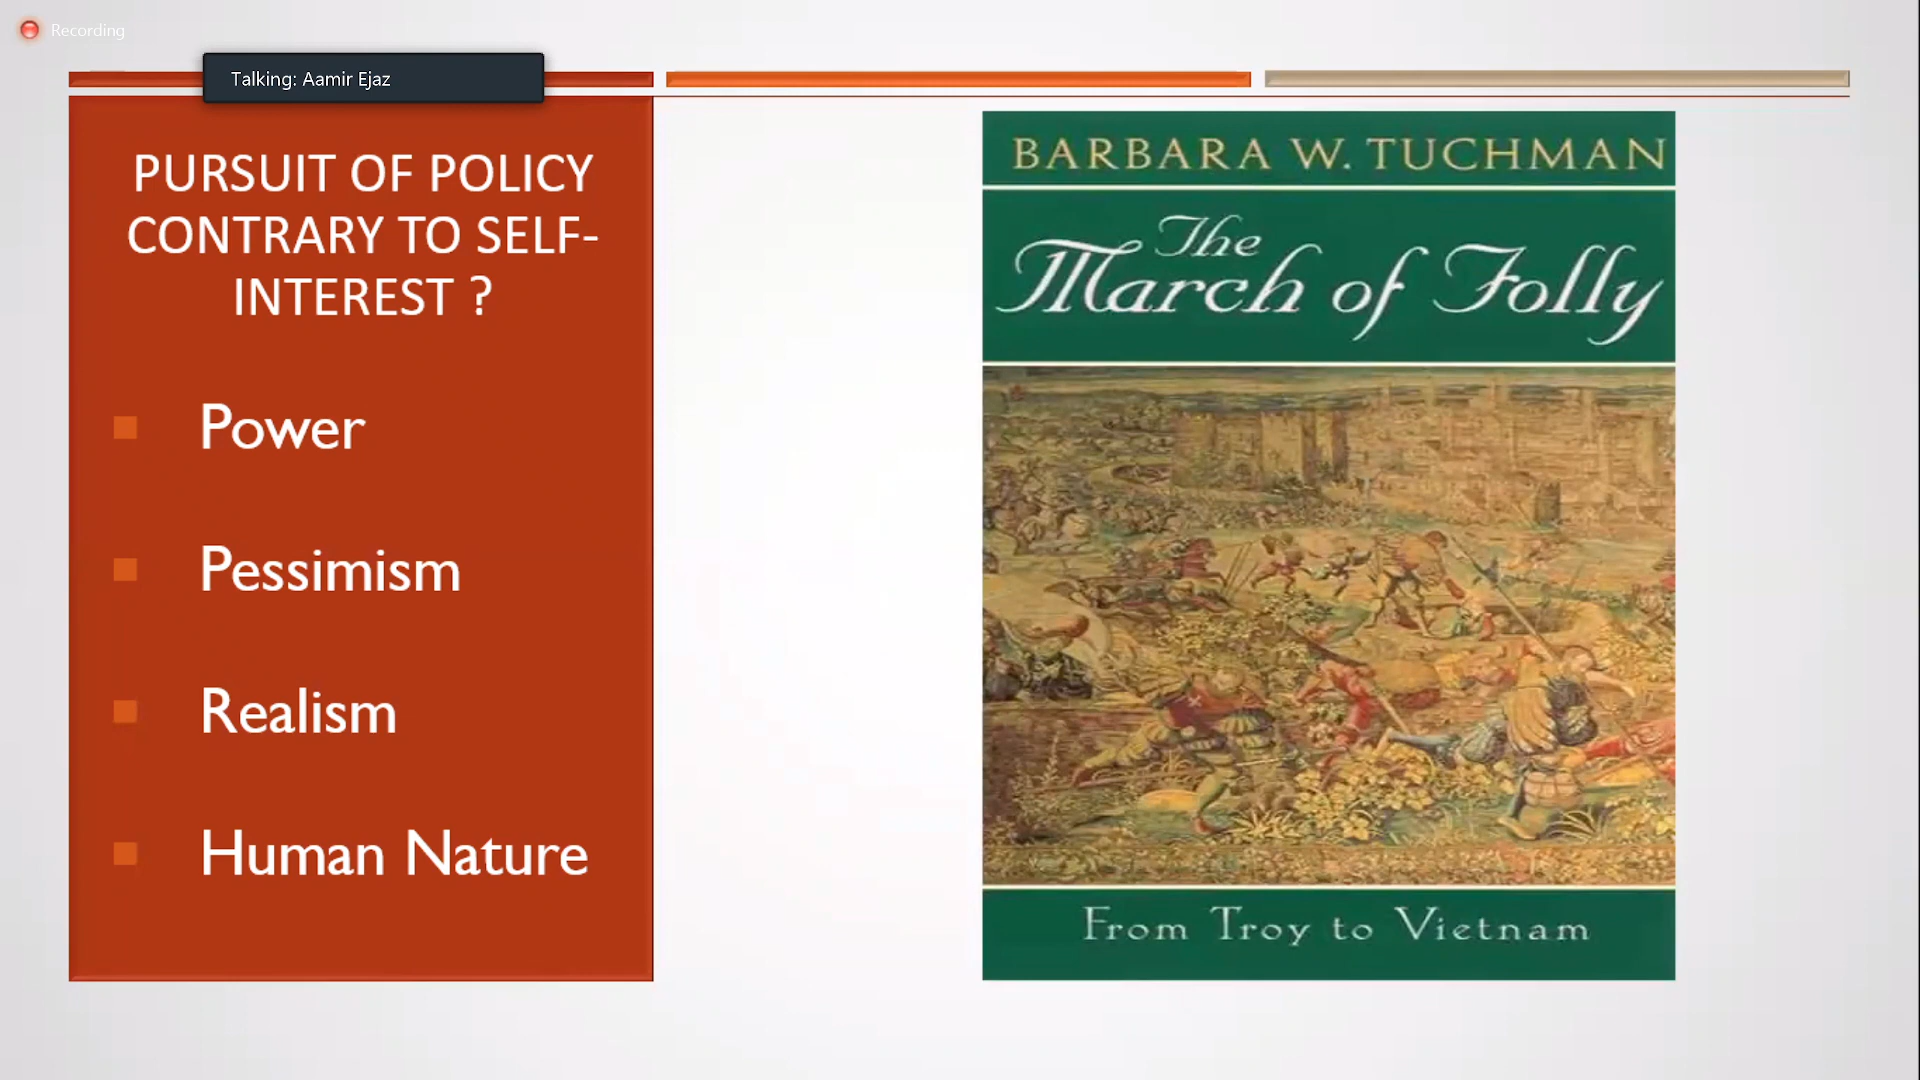 Recording
Talking: Aamir Ejaz
PURSUIT OF POLICY
CONTRARY TO SELF-
INTEREST ?
Power
Pessimism
Realism
Human Nature
BARBARA W. TUCHMAN
The
March of Folly
From Troy to Vietnam